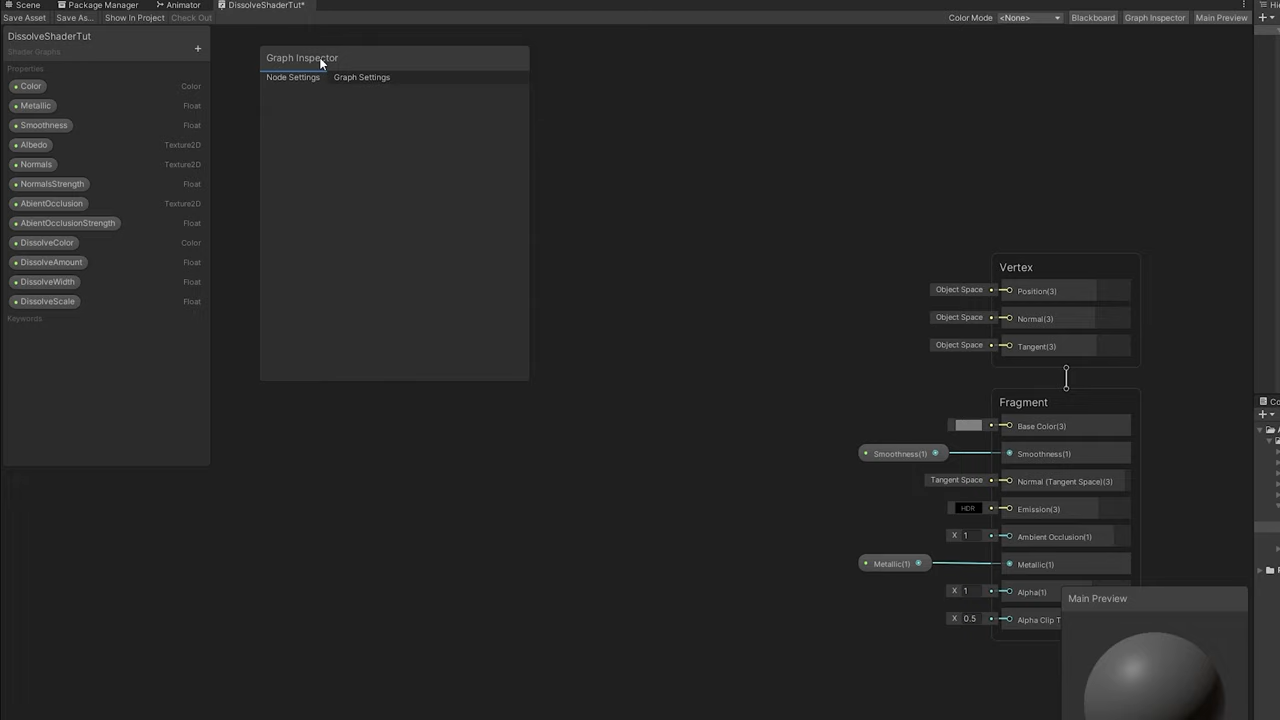 Scene
Package Manager
Animator
DissolveShaderTut*
Save Asset
Save As...
Show In Project
Check Out
Color Mode
<None>
Blackboard
Graph Inspector
Main Preview
DissolveShaderTut
Shader Graphs
+
Properties
Color Color
Metallic Float
Smoothness Float
Albedo Texture2D
Normals Texture2D
NormalsStrength Float
AbientOcclusion Texture2D
AbientOcclusionStrength Float
DissolveColor Color
DissolveAmount Float
DissolveWidth Float
DissolveScale Float
Keywords
Graph Inspector
Node Settings Graph Settings
Vertex
Object Space Position(3)
Object Space Normal(3)
Object Space Tangent(3)
Fragment
Base Color(3)
Smoothness(1) Smoothness(1)
Tangent Space Normal (Tangent Space)(3)
HDR Emission(3)
X 1 Ambient Occlusion(1)
Metallic(1) Metallic(1)
X 1 Alpha(1)
X 0.5 Alpha Clip T
Main Preview